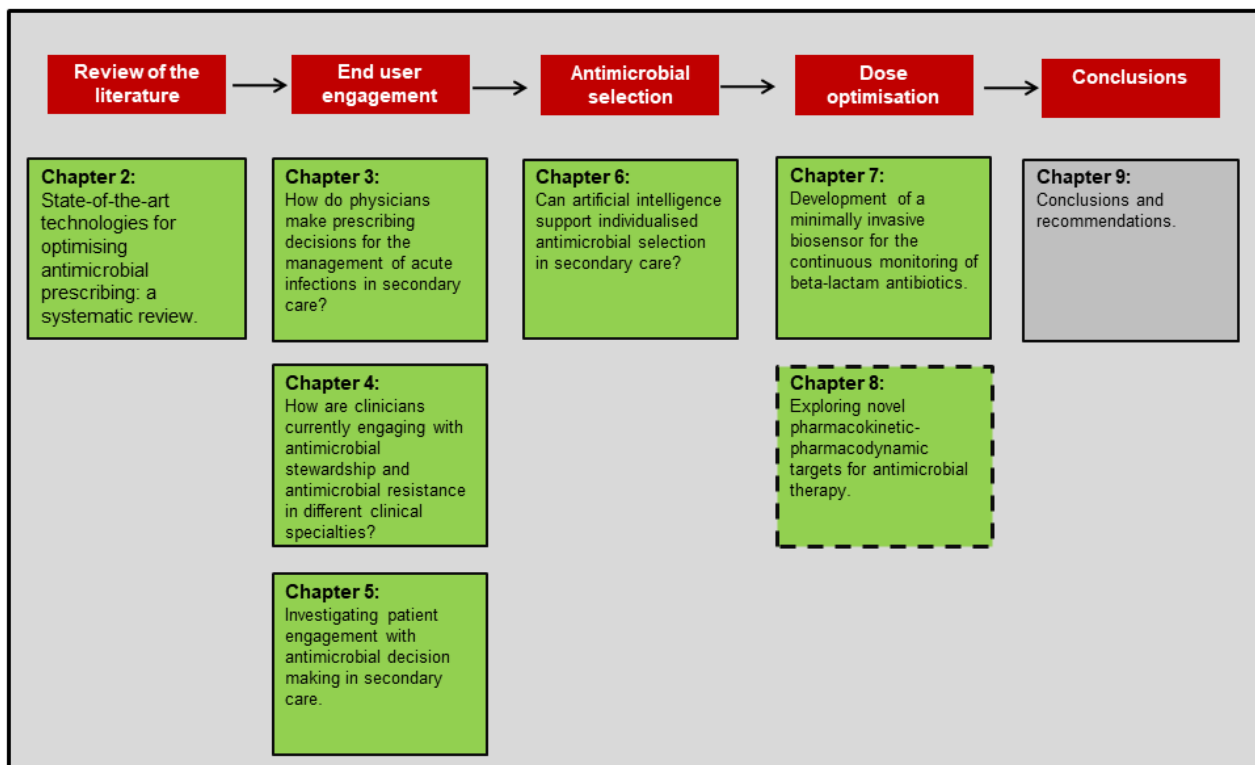 Review of the
literature
End user
engagement
Antimicrobial
selection
Dose
optimisation
Conclusions
Chapter 2:
State-of-the-art
technologies for
optimising
antimicrobial
prescribing: a
systematic review.
Chapter 3:
How do physicians
make prescribing
decisions for the
management of acute
infections in secondary
care?
Chapter 4:
How are clinicians
currently engaging with
antimicrobial
stewardship and
antimicrobial resistance
in different clinical
specialties?
Chapter 5:
Investigating patient
engagement with
antimicrobial decision
making in secondary
care.
Chapter 6:
Can artificial intelligence
support individualised
antimicrobial selection
in secondary care?
Chapter 7:
Development of a
minimally invasive
biosensor for the
continuous monitoring of
beta-lactam antibiotics.
Chapter 8:
Exploring novel
pharmacokinetic-
pharmacodynamic
targets for antimicrobial
therapy.
Chapter 9:
Conclusions and
recommendations.